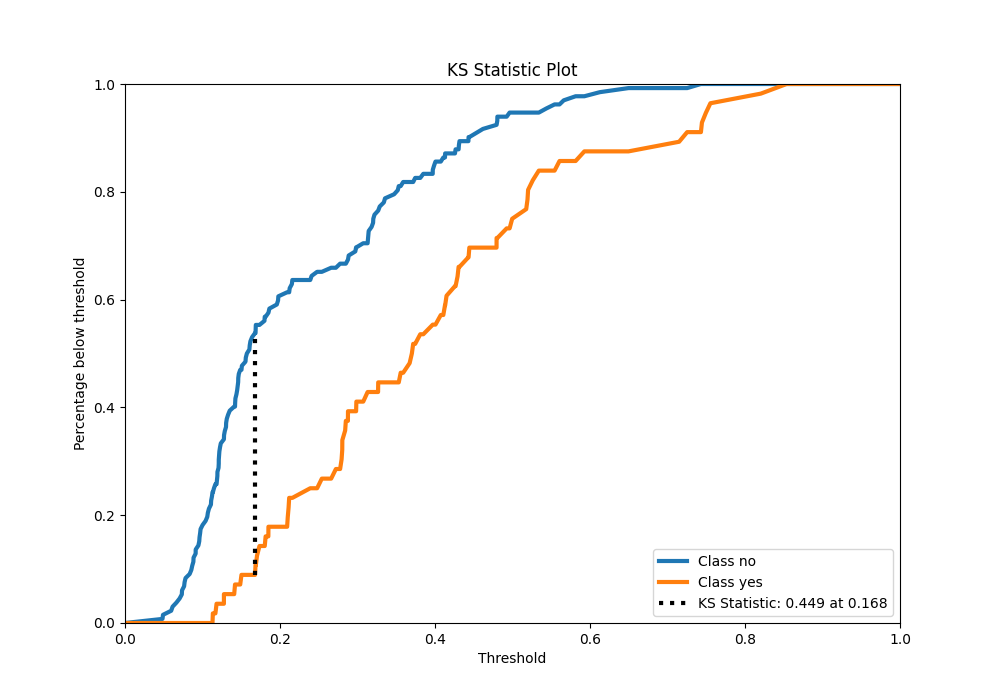 KS Statistic Plot
1.0
0.8
0.6
0.4
0.2
0.0
Percentage below threshold
0.0 0.2 0.4 0.6 0.8 1.0
Threshold
Class no
Class yes
KS Statistic: 0.449 at 0.168